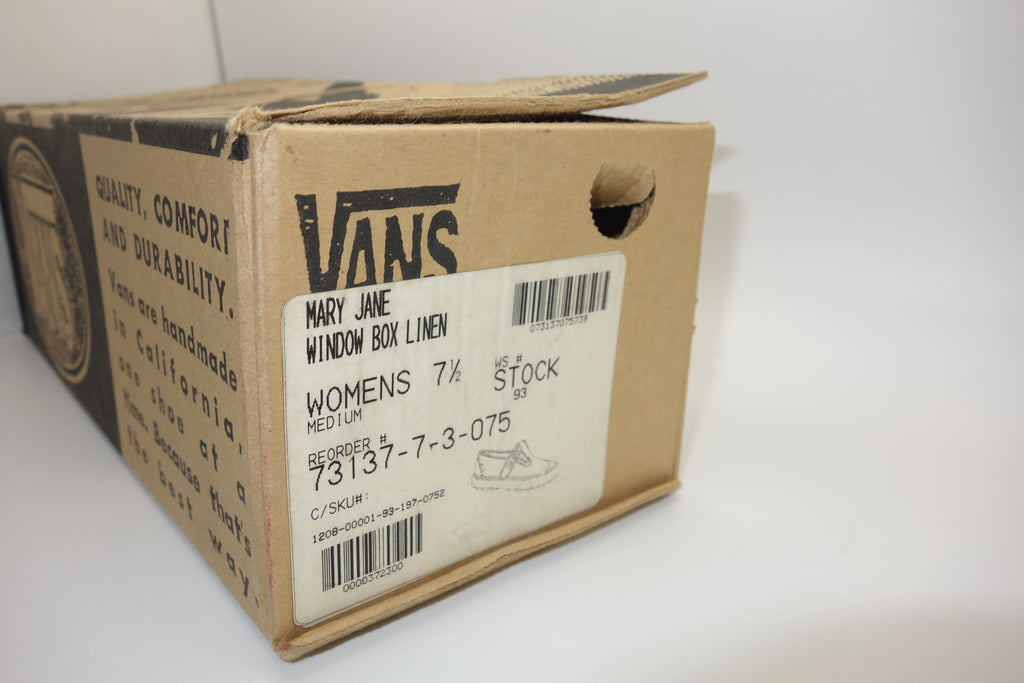 QUALITY, COMFORT
AND DURABILITY.
Vans are handmade
in California,
one shoe at a
time. Because that's
the best way.
VANS
MARY JANE
WINDOW BOX LINEN
073137075739
WOMENS 7½
MEDIUM
WS #
STOCK
93
REORDER #
73137-7-3-075
C/SKU#:
1208-00001-93-197-0752
0000372300